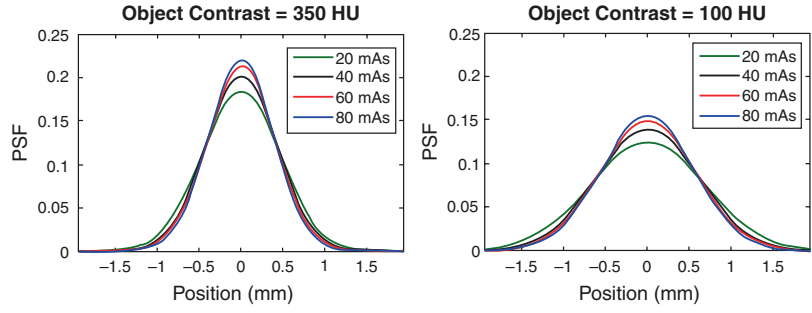 Object Contrast = 350 HU
0.25
0.2
0.15
0.1
0.05
0
PSF
20 mAs
40 mAs
60 mAs
80 mAs
−1.5 −1 −0.5 0 0.5 1 1.5
Position (mm)
Object Contrast = 100 HU
0.25
0.2
0.15
0.1
0.05
0
PSF
20 mAs
40 mAs
60 mAs
80 mAs
−1.5 −1 −0.5 0 0.5 1 1.5
Position (mm)